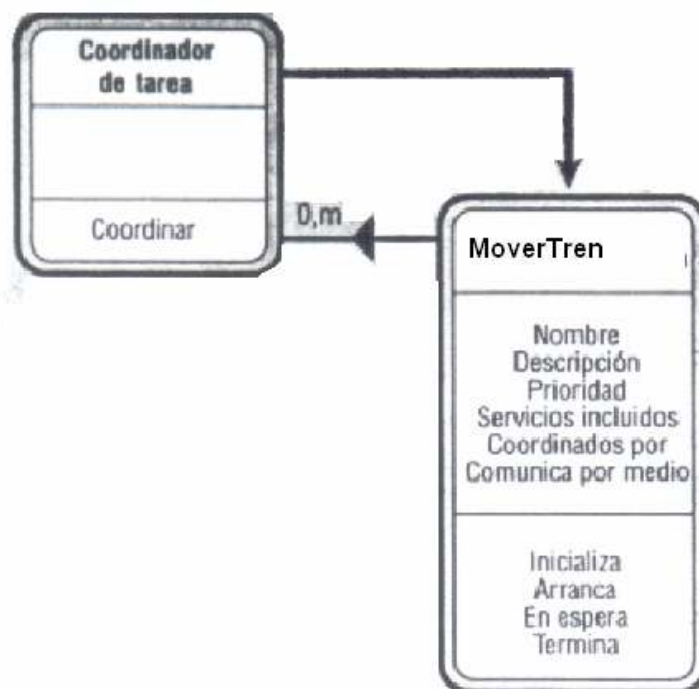 Coordinador
de tarea
Coordinar
0,m
MoverTren
Nombre
Descripción
Prioridad
Servicios incluidos
Coordinados por
Comunica por medio
Inicializa
Arranca
En espera
Termina